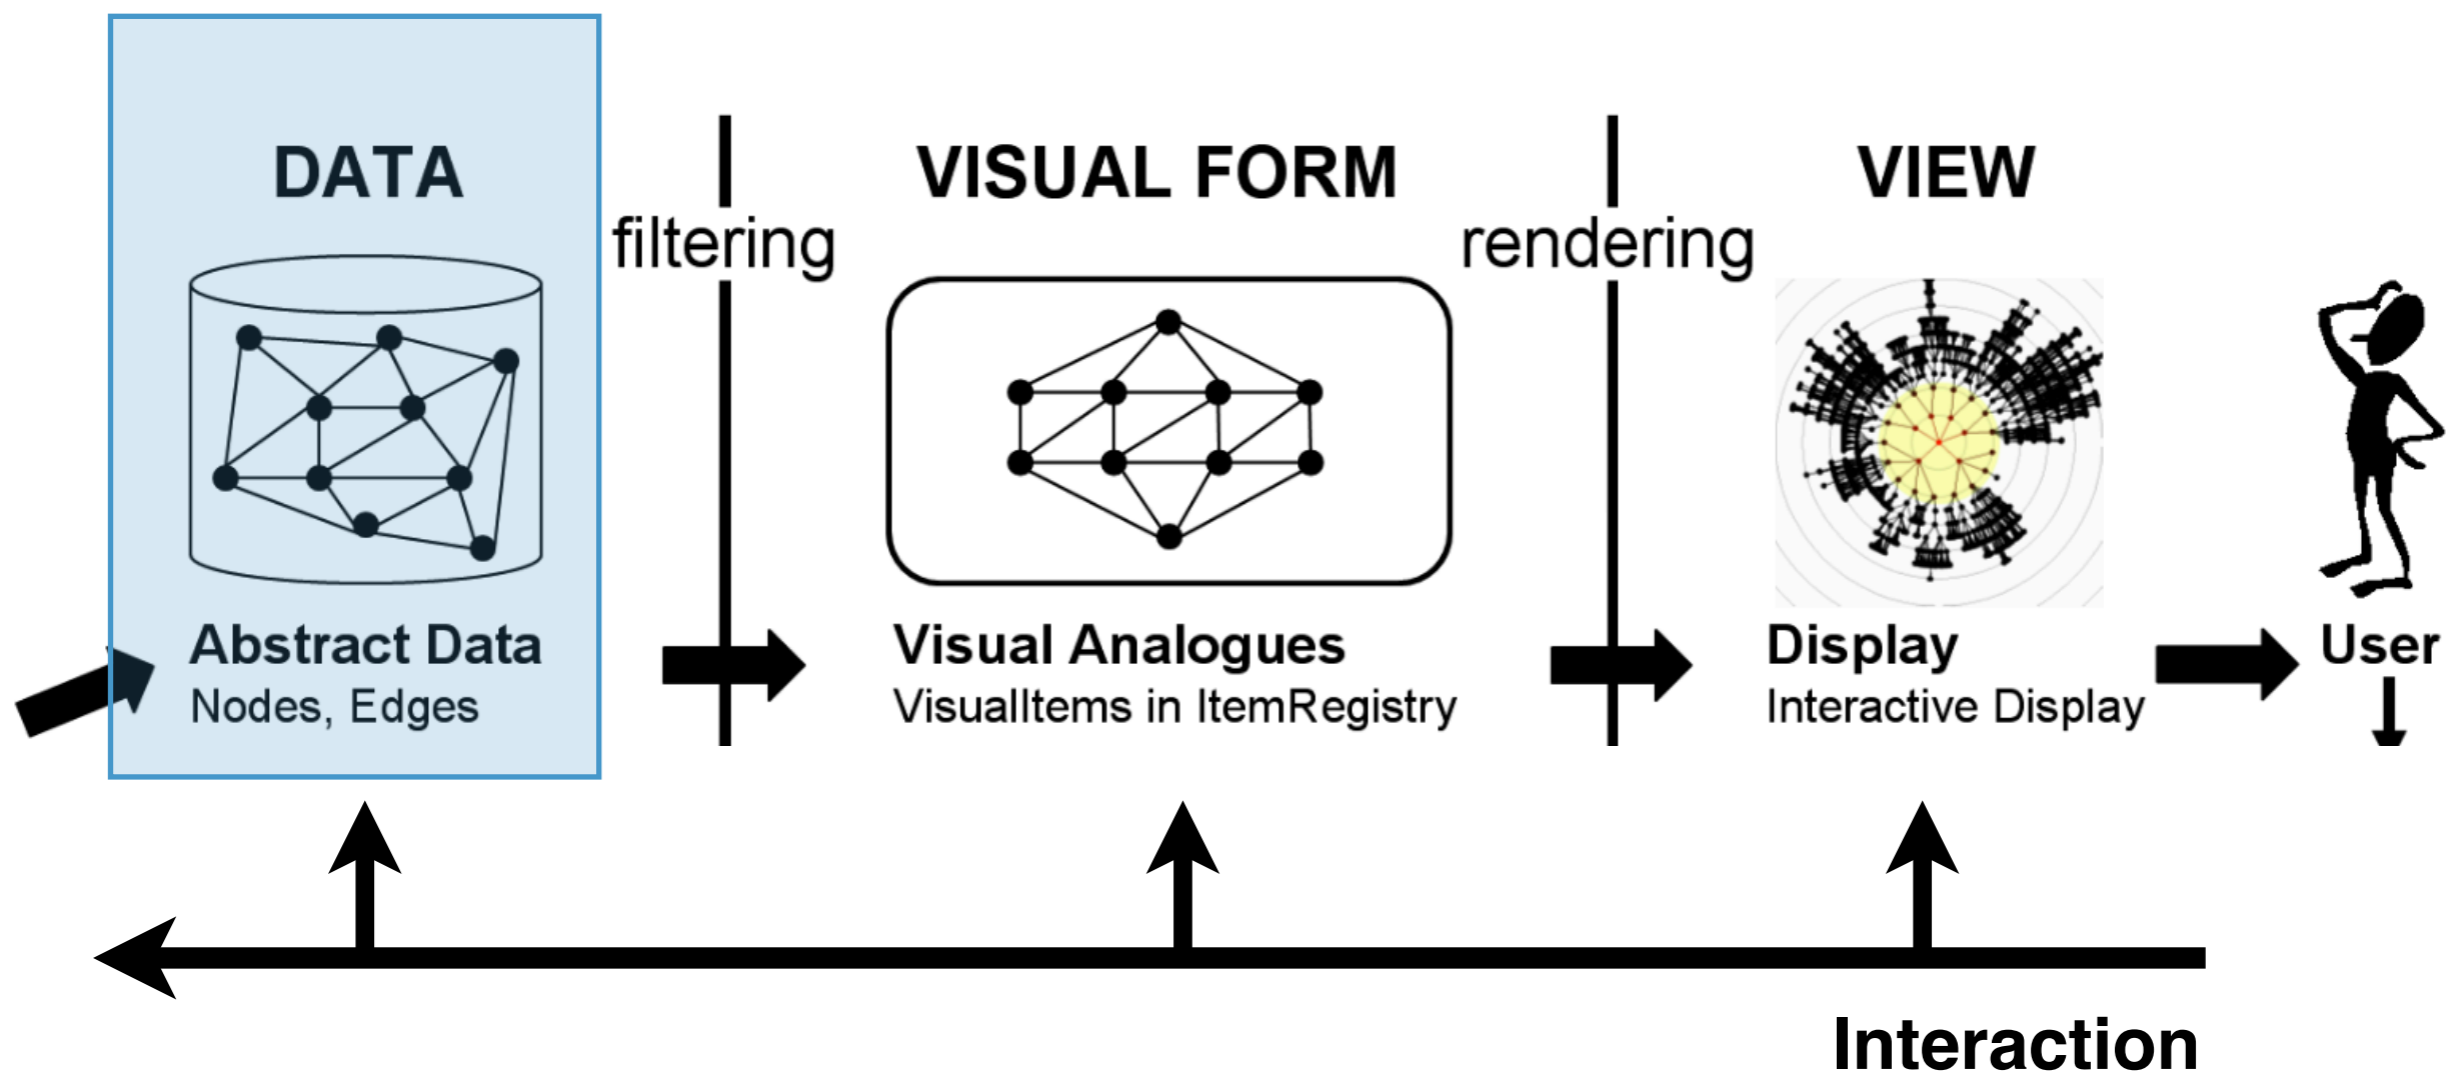 DATA
filtering
VISUAL FORM
rendering
VIEW
Abstract Data
Nodes, Edges
Visual Analogues
VisualItems in ItemRegistry
Display
Interactive Display
User
Interaction